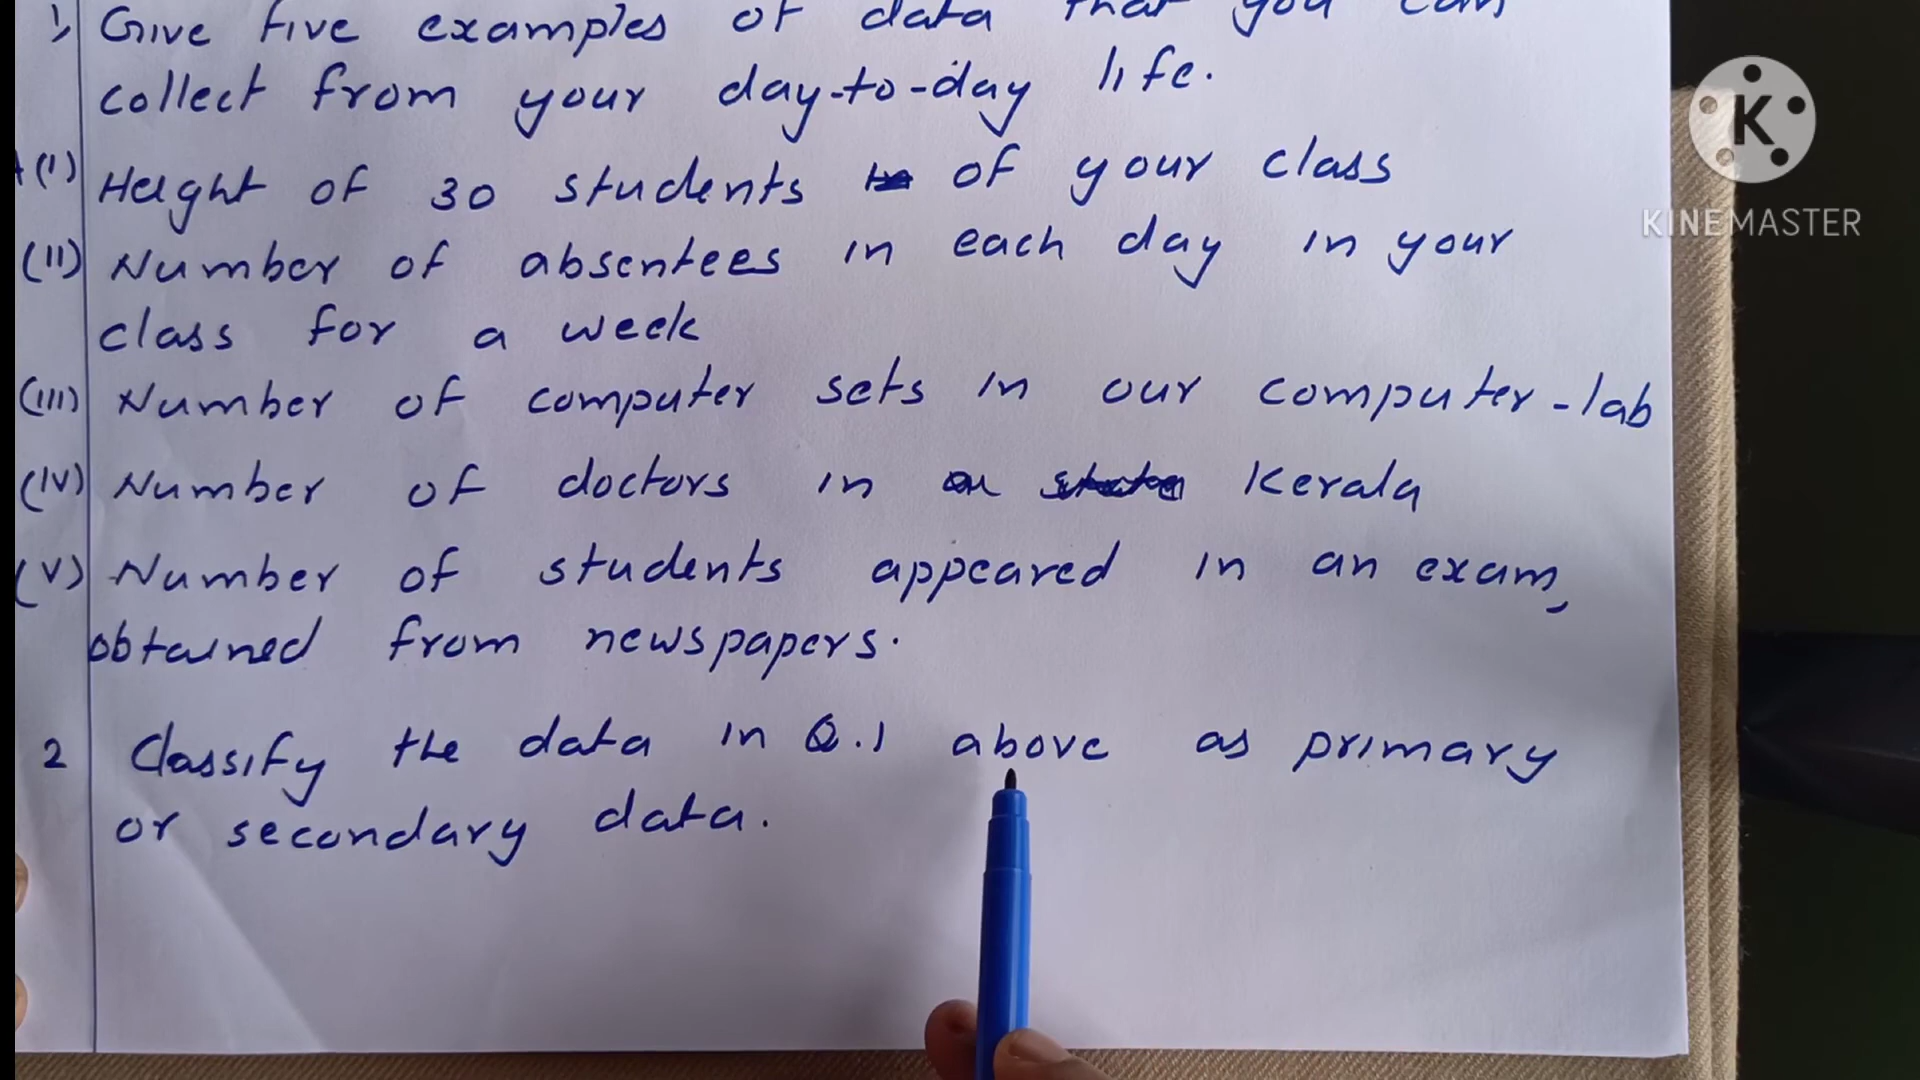 1, Give five examples of data that you can
collect from your day-to-day life.
A (i) Height of 30 students of your class
(ii) Number of absentees in each day in your
class for a week
(iii) Number of computer sets in our computer-lab
(iv) Number of doctors in Kerala
(v) Number of students appeared in an exam,
obtained from newspapers.
2 Classify the data in Q.1 above as primary
or secondary data.
K
KINEMASTER